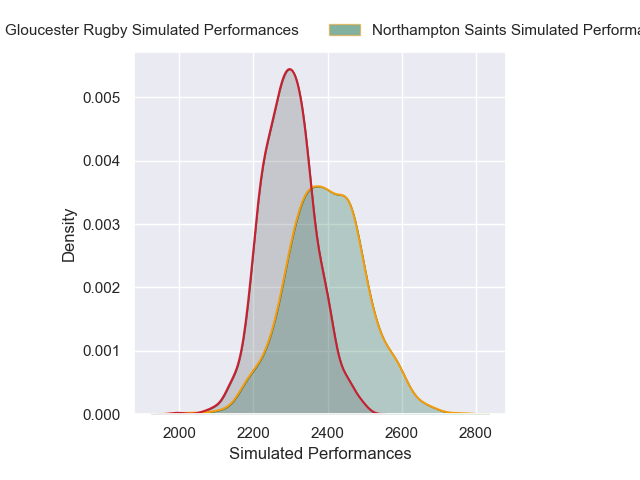 Gloucester Rugby Simulated Performances
Northampton Saints Simulated
0.005
0.004
0.003
0.002
0.001
0.000
Density
2000 2200 2400 2600 2800
Simulated Performances